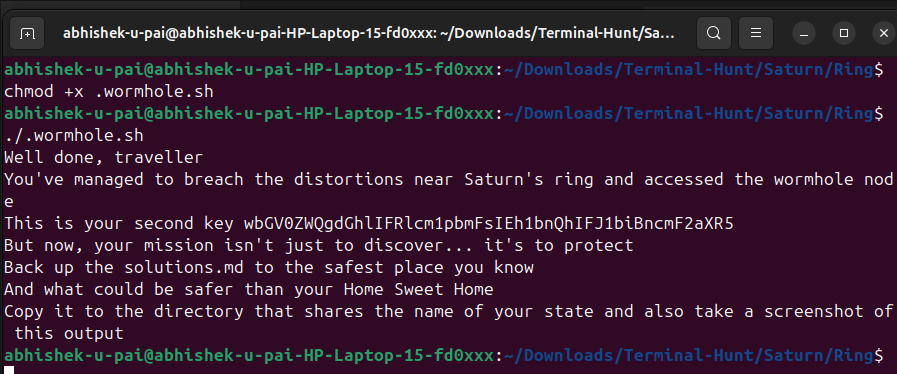 abhishek-u-pai@abhishek-u-pai-HP-Laptop-15-fd0xxx: ~/Downloads/Terminal-Hunt/Sa...
abhishek-u-pai@abhishek-u-pai-HP-Laptop-15-fd0xxx:~/Downloads/Terminal-Hunt/Saturn/Ring$
chmod +x .wormhole.sh
abhishek-u-pai@abhishek-u-pai-HP-Laptop-15-fd0xxx:~/Downloads/Terminal-Hunt/Saturn/Ring$
./.wormhole.sh
Well done, traveller
You've managed to breach the distortions near Saturn's ring and accessed the wormhole nod
e
This is your second key wbGV0ZWQgdGhlIFRlcm1pbmFsIEh1bnQhIFJ1biBncmF2aXR5
But now, your mission isn't just to discover... it's to protect
Back up the solutions.md to the safest place you know
And what could be safer than your Home Sweet Home
Copy it to the directory that shares the name of your state and also take a screenshot of
 this output
abhishek-u-pai@abhishek-u-pai-HP-Laptop-15-fd0xxx:~/Downloads/Terminal-Hunt/Saturn/Ring$